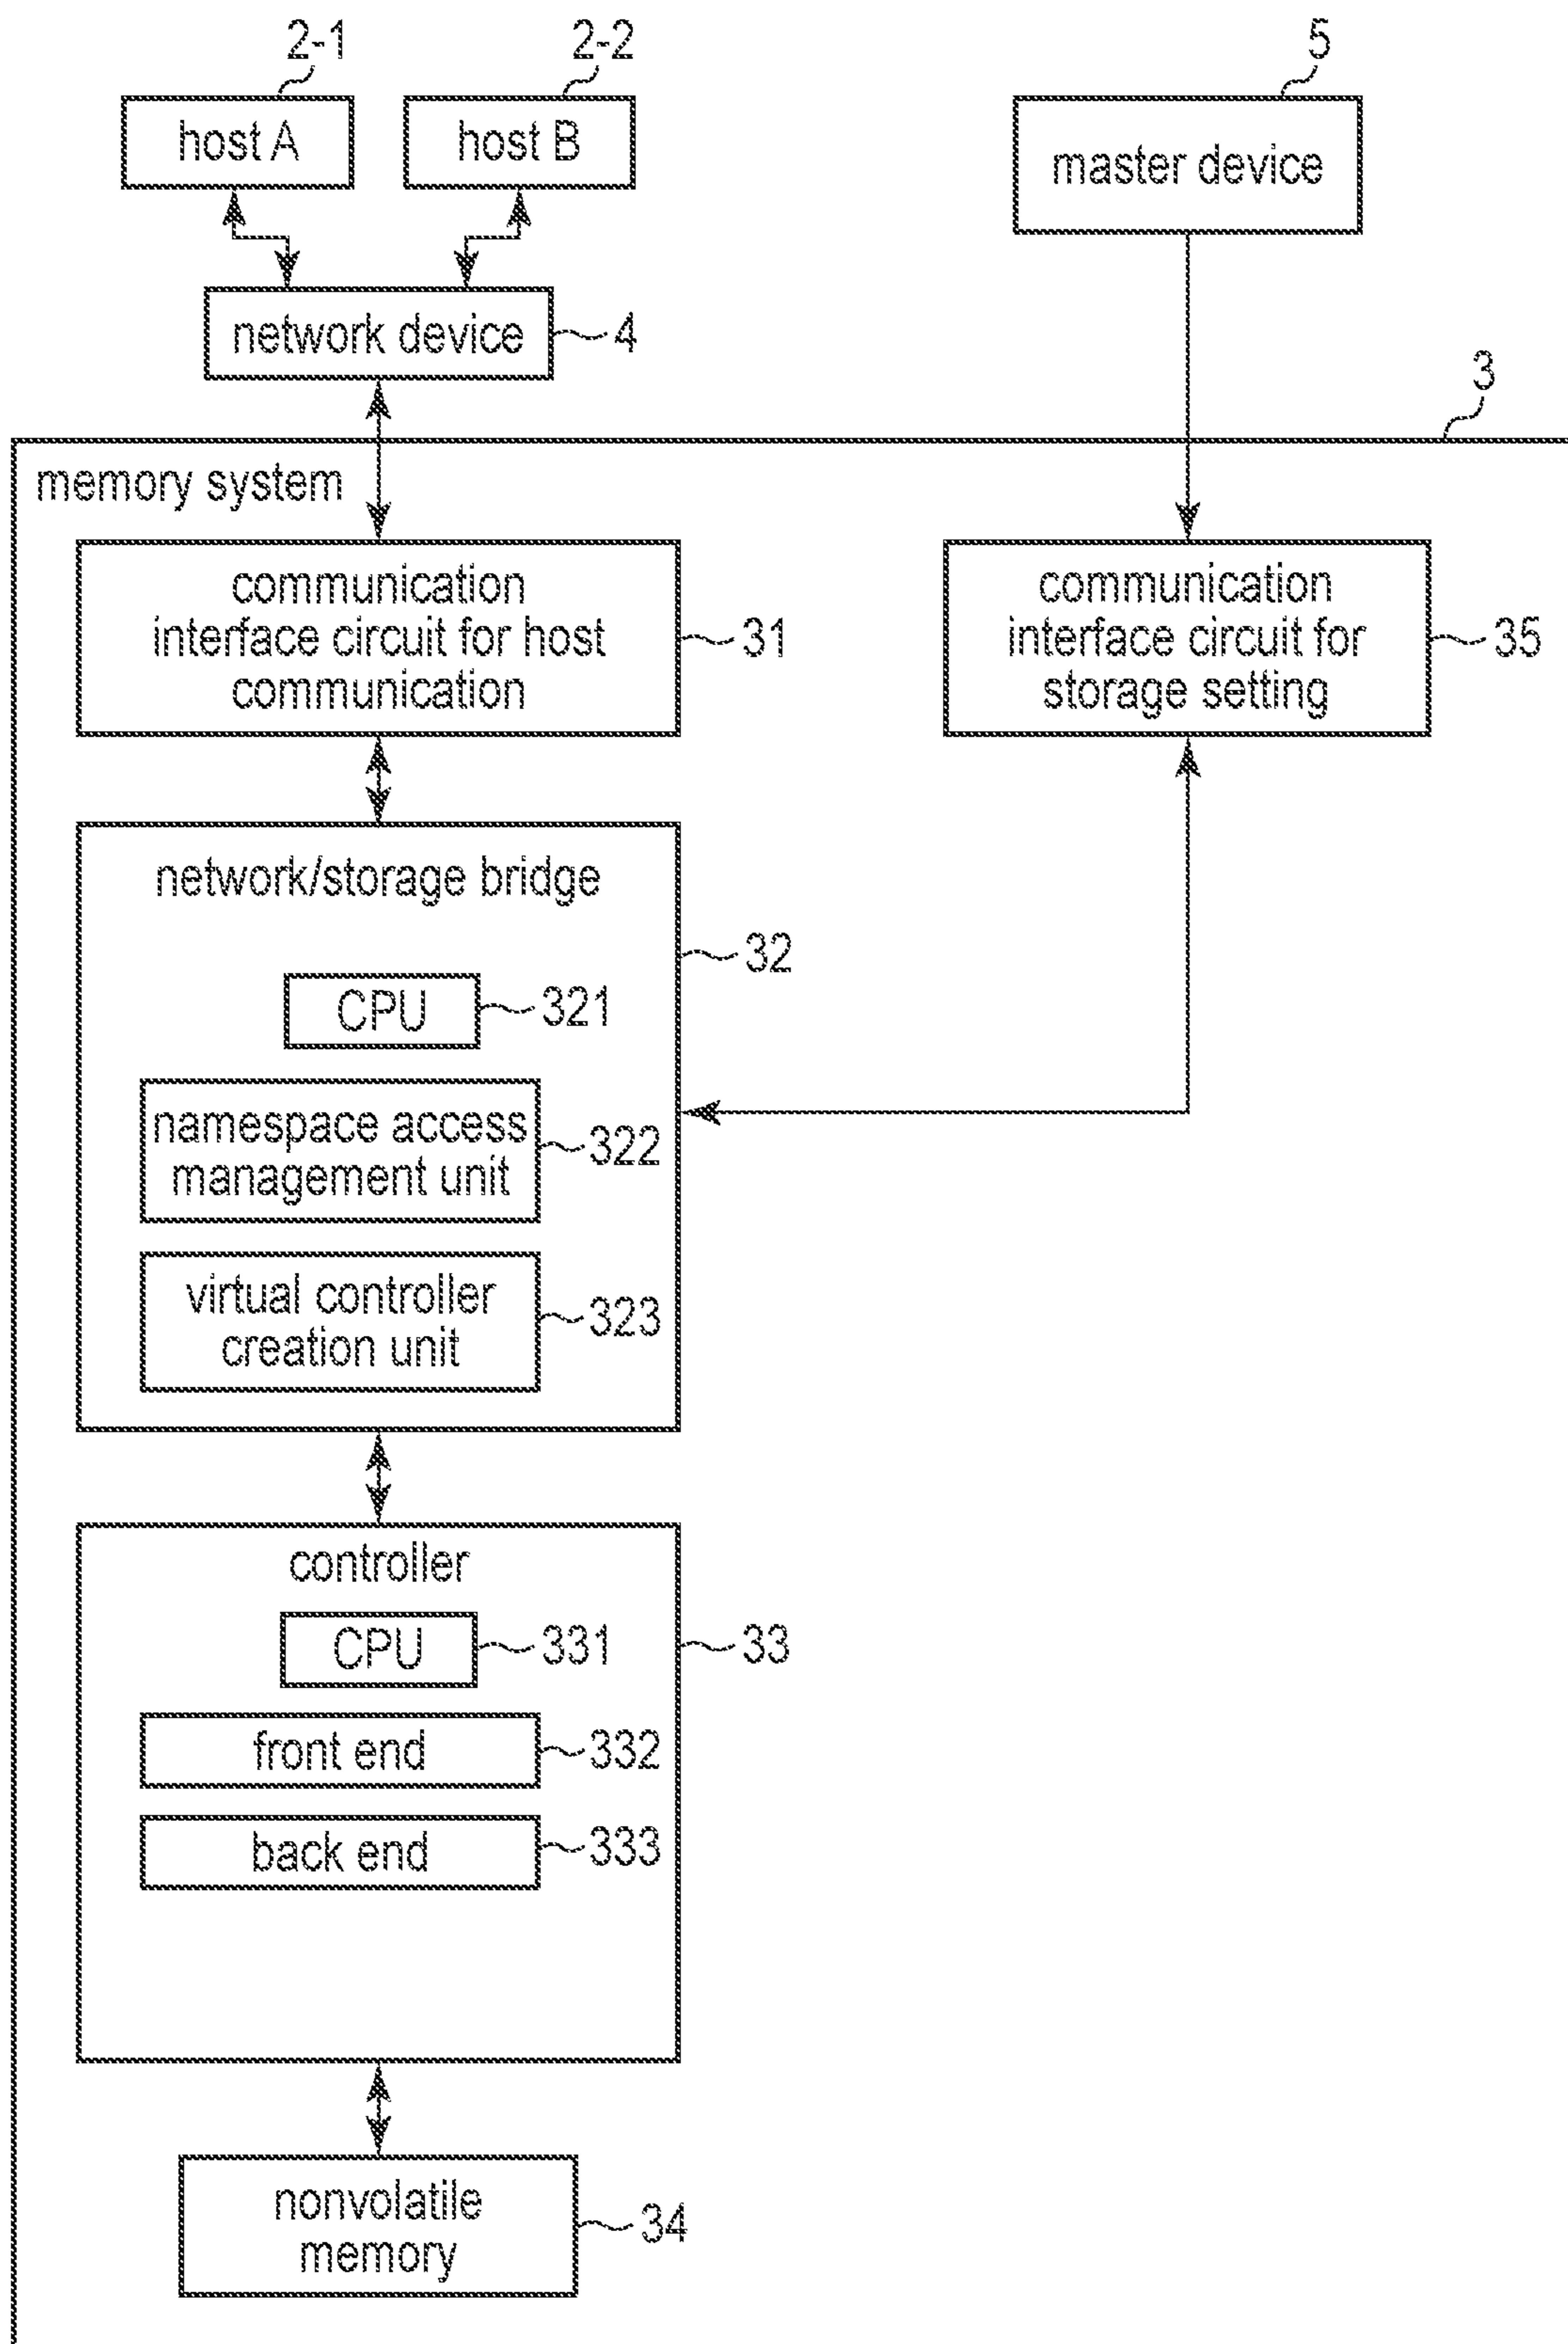 2-1
2-2
5
host A
host B
master device
network device
4
3
memory system
communication
interface circuit for host
communication
31
communication
interface circuit for
storage setting
35
network/storage bridge
32
CPU
321
namespace access
management unit
322
virtual controller
creation unit
323
controller
CPU
331
33
front end
332
back end
333
nonvolatile
memory
34